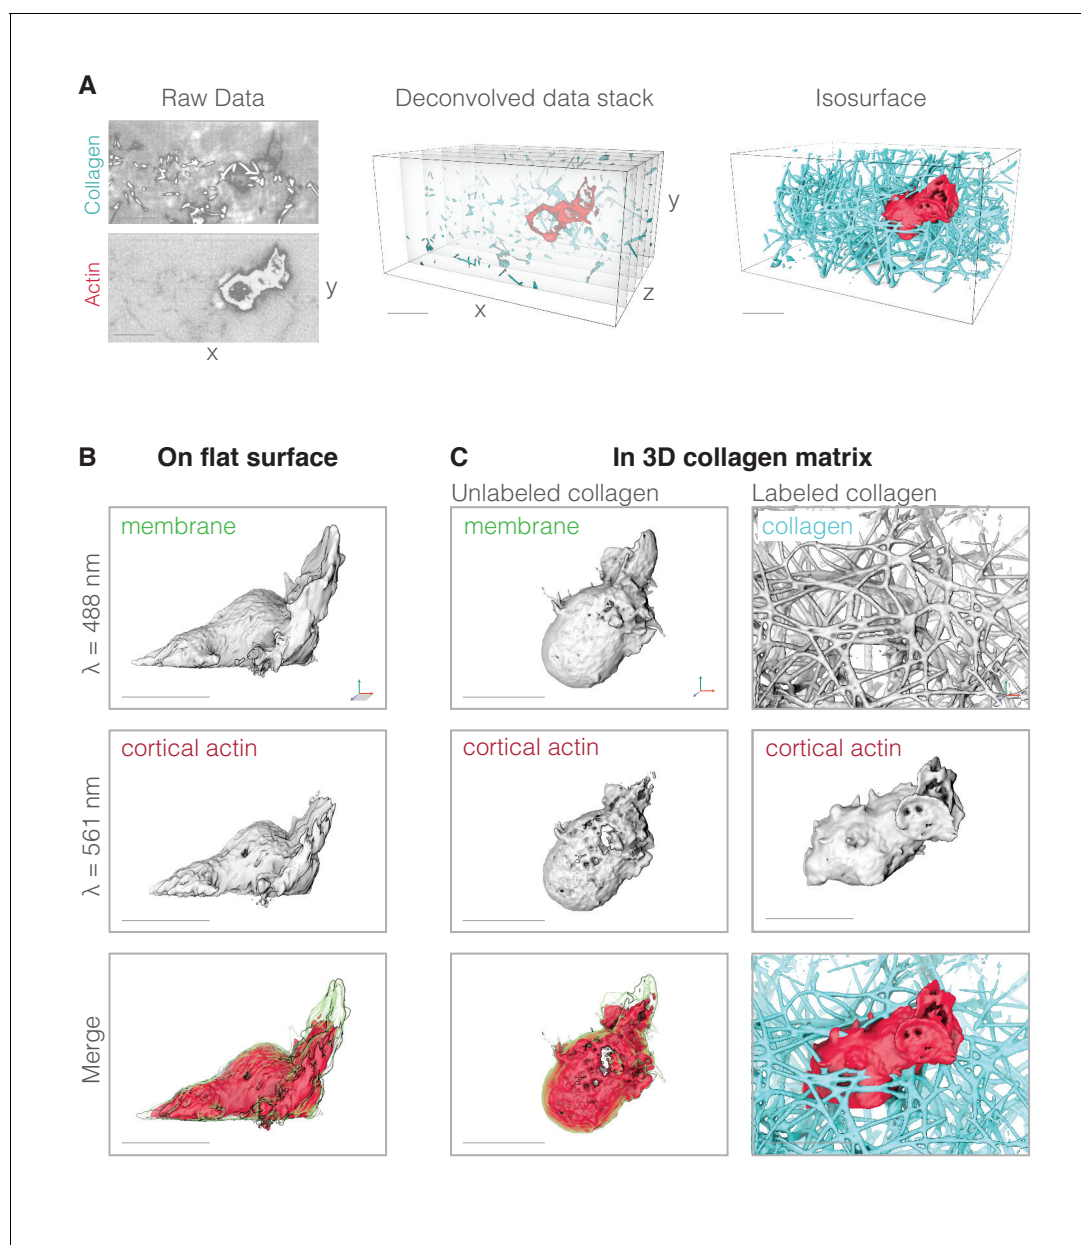 A
Raw Data
Deconvolved data stack
Isosurface
Collagen
Actin
y
x
y
z
x
B
On flat surface
C
In 3D collagen matrix
Unlabeled collagen
Labeled collagen
λ = 488 nm
membrane
membrane
collagen
λ = 561 nm
cortical actin
cortical actin
cortical actin
Merge